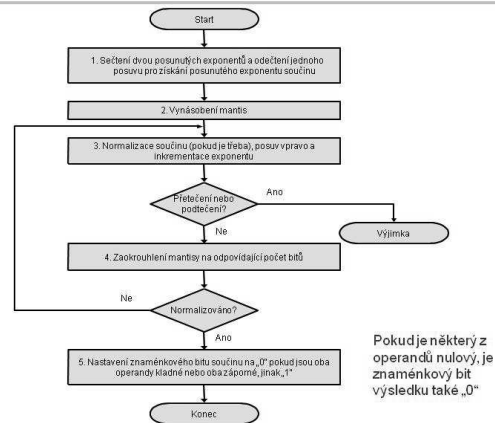 Start
1. Sečtení dvou posunutých exponentů a odečtení jednoho
posuvu pro získání posunutého exponentu součinu
2. Vynásobení mantis
3. Normalizace součinu (pokud je třeba), posuv vpravo a
inkrementace exponentu
Přetečení nebo
podtečení?
Ano
Výjimka
Ne
4. Zaokrouhlení mantisy na odpovídající počet bitů
Ne
Normalizováno?
Ano
5. Nastavení znaménkového bitu součinu na „0" pokud jsou oba
operandy kladné nebo oba záporné, jinak „1"
Konec
Pokud je některý z
operandů nulový, je
znaménkový bit
výsledku také „0"